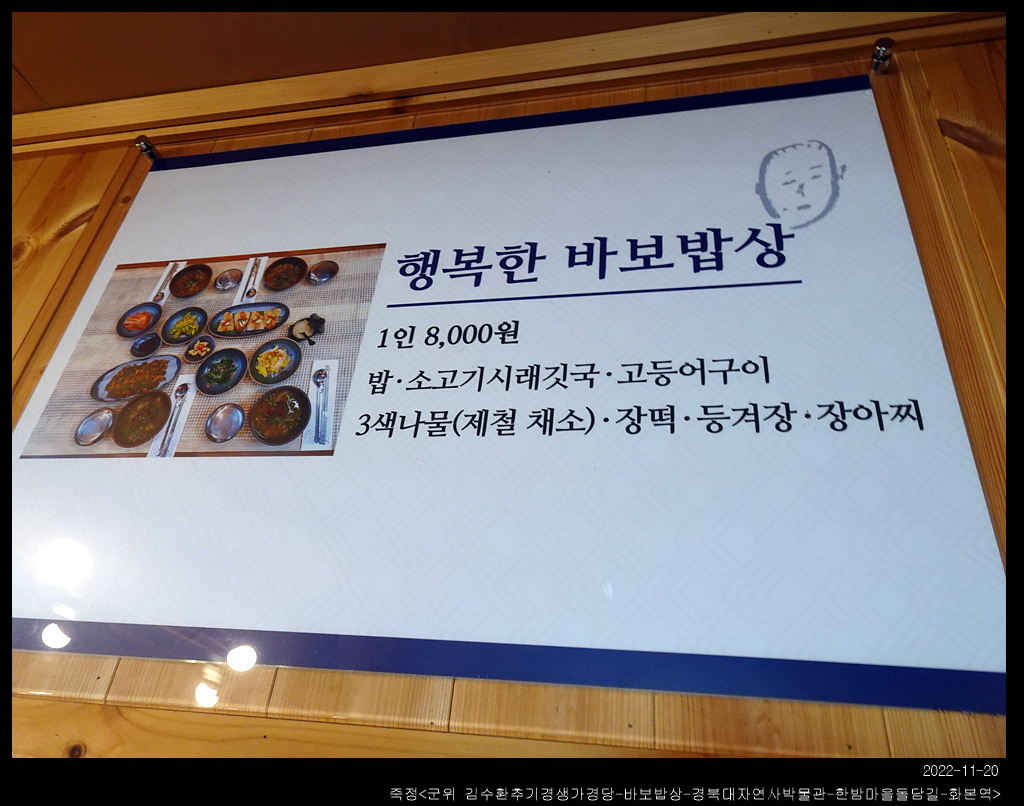 행복한 바보밥상
1인 8,000원
밥·소고기시래깃국·고등어구이
3색나물(제철 채소)·장떡·등겨장·장아찌
2022-11-20
죽정<군위 김수환추기경생가경당-바보밥상-경북대자연사박물관-한밤마을돌담길-화본역>